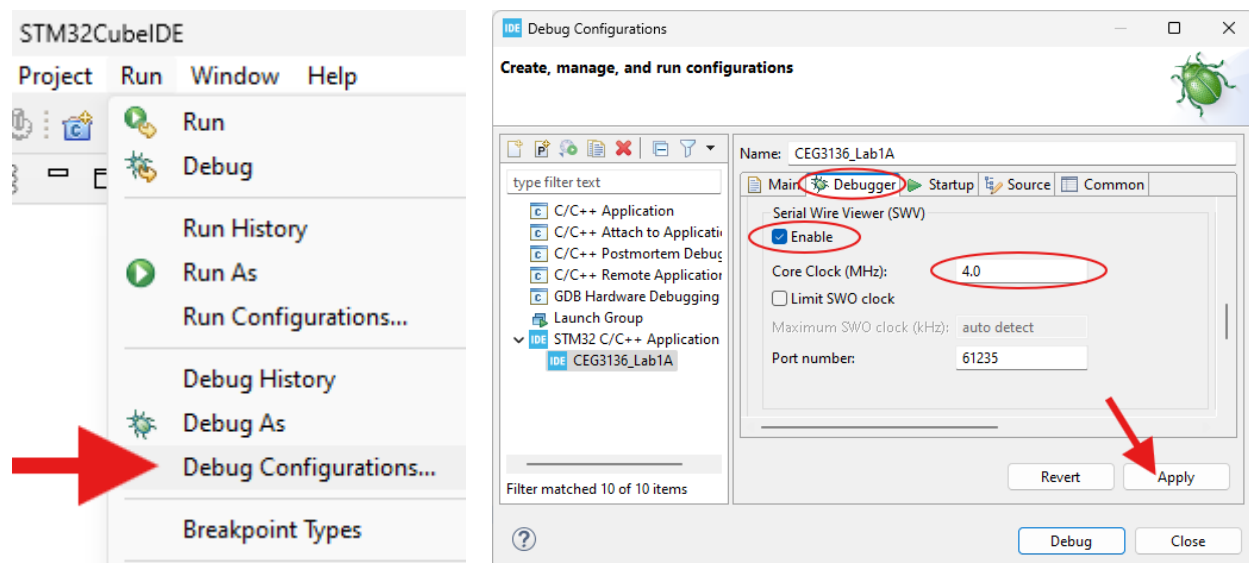 STM32CubeIDE
Project Run Window Help
Run
Debug
Run History
Run As
Run Configurations...
Debug History
Debug As
Debug Configurations...
Breakpoint Types
IDE Debug Configurations
Create, manage, and run configurations
type filter text
C/C++ Application
C/C++ Attach to Applicati
C/C++ Postmortem Debug
C/C++ Remote Application
GDB Hardware Debugging
Launch Group
IDE STM32 C/C++ Application
IDE CEG3136_Lab1A
Filter matched 10 of 10 items
Name: CEG3136_Lab1A
Main Debugger Startup Source Common
Serial Wire Viewer (SWV)
Enable
Core Clock (MHz): 4.0
Limit SWO clock
Maximum SWO clock (kHz): auto detect
Port number: 61235
Revert Apply
Debug Close